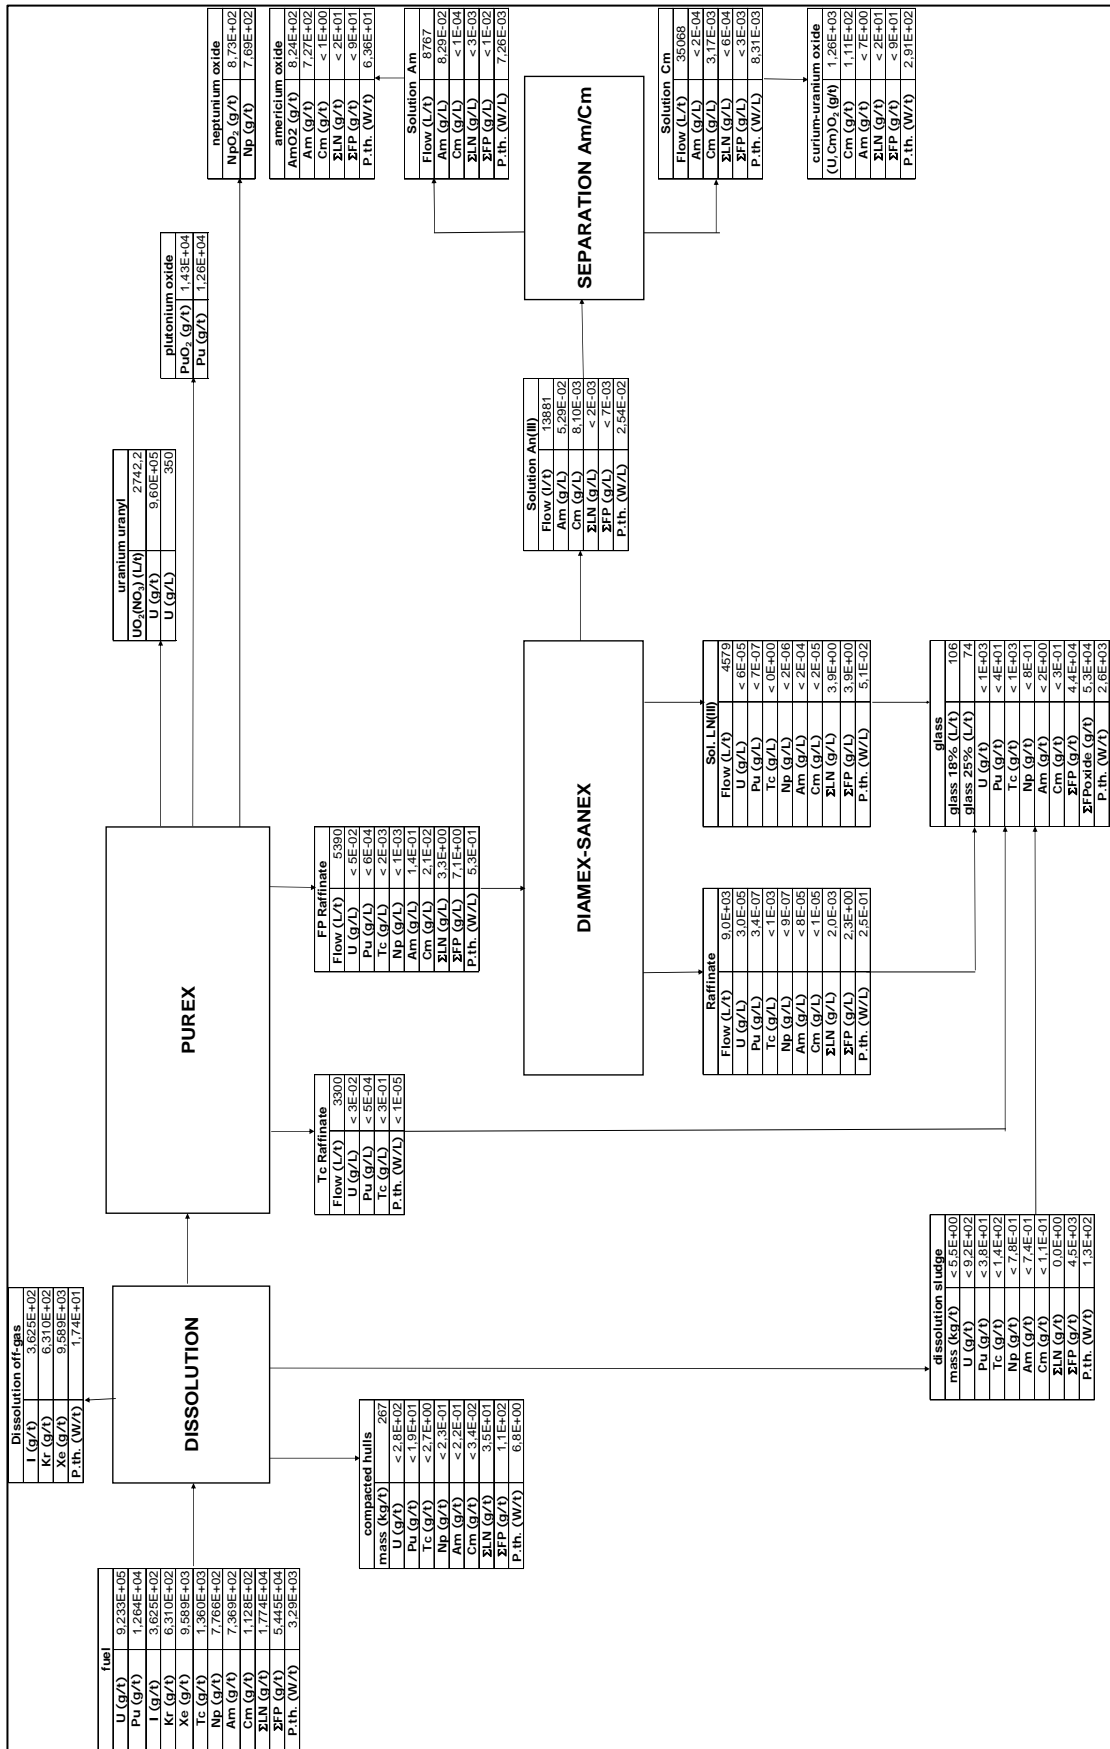 fuel
U (g/t) 9,233E+05
Pu (g/t) 1,264E+04
I (g/t) 3,625E+02
Kr (g/t) 6,310E+02
Xe (g/t) 9,589E+03
Tc (g/t) 1,360E+03
Np (g/t) 7,766E+02
Am (g/t) 7,369E+02
Cm (g/t) 1,128E+02
ΣLN (g/t) 1,774E+04
ΣFP (g/t) 5,445E+04
P.th. (W/t) 3,29E+03
Dissolution off-gas
I (g/t) 3,625E+02
Kr (g/t) 6,310E+02
Xe (g/t) 9,589E+03
P.th. (W/t) 1,74E+01
DISSOLUTION
compacted hulls
mass (kg/t) 267
U (g/t) < 2,8E+02
Pu (g/t) < 1,9E+01
Tc (g/t) < 2,7E+00
Np (g/t) < 2,3E-01
Am (g/t) < 2,2E-01
Cm (g/t) < 3,4E-02
ΣLN (g/t) 3,5E+01
ΣFP (g/t) 1,1E+02
P.th. (W/t) 6,8E+00
dissolution sludge
mass (kg/t) < 5,5E+00
U (g/t) < 9,2E+02
Pu (g/t) < 3,8E+01
Tc (g/t) < 1,4E+02
Np (g/t) < 7,8E-01
Am (g/t) < 7,4E-01
Cm (g/t) < 1,1E-01
ΣLN (g/t) 0,0E+00
ΣFP (g/t) 4,5E+03
P.th. (W/t) 1,3E+02
PUREX
Tc Raffinate
Flow (L/t) 3300
U (g/L) < 3E-02
Pu (g/L) < 5E-04
Tc (g/L) < 3E-01
P.th. (W/L) < 1E-05
FP Raffinate
Flow (L/t) 5390
U (g/L) < 5E-02
Pu (g/L) < 6E-04
Tc (g/L) < 2E-03
Np (g/L) < 1E-03
Am (g/L) 1,4E-01
Cm (g/L) 2,1E-02
ΣLN (g/L) 3,3E+00
ΣFP (g/L) 7,1E+00
P.th. (W/L) 5,3E-01
DIAMEX-SANEX
Raffinate
Flow (L/t) 9,0E+03
U (g/L) 3,0E-05
Pu (g/L) 3,4E-07
Tc (g/L) < 1E-03
Np (g/L) < 9E-07
Am (g/L) < 8E-05
Cm (g/L) < 1E-05
ΣLN (g/L) 2,0E-03
ΣFP (g/L) 2,3E+00
P.th. (W/L) 2,5E-01
Sol. LN(III)
Flow (L/t) 4579
U (g/L) < 6E-05
Pu (g/L) < 7E-07
Tc (g/L) < 0E+00
Np (g/L) < 2E-06
Am (g/L) < 2E-04
Cm (g/L) < 2E-05
ΣLN (g/L) 3,9E+00
ΣFP (g/L) 3,9E+00
P.th. (W/L) 5,1E-02
glass
glass 18% (L/t) 106
glass 25% (L/t) 74
U (g/t) < 1E+03
Pu (g/t) < 4E+01
Tc (g/t) < 1E+03
Np (g/t) < 8E-01
Am (g/t) < 2E+00
Cm (g/t) < 3E-01
ΣFP (g/t) 4,4E+04
ΣFPoxide (g/t) 5,3E+04
P.th. (W/t) 2,6E+03
uranium uranyl
UO₂(NO₃) (L/t) 2742,2
U (g/t) 9,60E+05
U (g/L) 350
plutonium oxide
PuO₂ (g/t) 1,43E+04
Pu (g/t) 1,26E+04
neptunium oxide
NpO₂ (g/t) 8,73E+02
Np (g/t) 7,69E+02
Solution An(III)
Flow (l/t) 13881
Am (g/L) 5,29E-02
Cm (g/L) 8,10E-03
ΣLN (g/L) < 2E-03
ΣFP (g/L) < 7E-03
P.th. (W/L) 2,54E-02
SEPARATION Am/Cm
Solution Am
Flow (L/t) 8767
Am (g/L) 8,29E-02
Cm (g/L) < 1E-04
ΣLN (g/L) < 3E-03
ΣFP (g/L) < 1E-02
P.th. (W/L) 7,26E-03
americium oxide
AmO2 (g/t) 8,24E+02
Am (g/t) 7,27E+02
Cm (g/t) < 1E+00
ΣLN (g/t) < 2E+01
ΣFP (g/t) < 9E+01
P.th. (W/t) 6,36E+01
Solution Cm
Flow (L/t) 35068
Am (g/L) < 2E-04
Cm (g/L) 3,17E-03
ΣLN (g/L) < 6E-04
ΣFP (g/L) < 3E-03
P.th. (W/L) 8,31E-03
curium-uranium oxide
(U,Cm)O₂ (g/t) 1,26E+03
Cm (g/t) 1,11E+02
Am (g/t) < 7E+00
ΣLN (g/t) < 2E+01
ΣFP (g/t) < 9E+01
P.th. (W/t) 2,91E+02